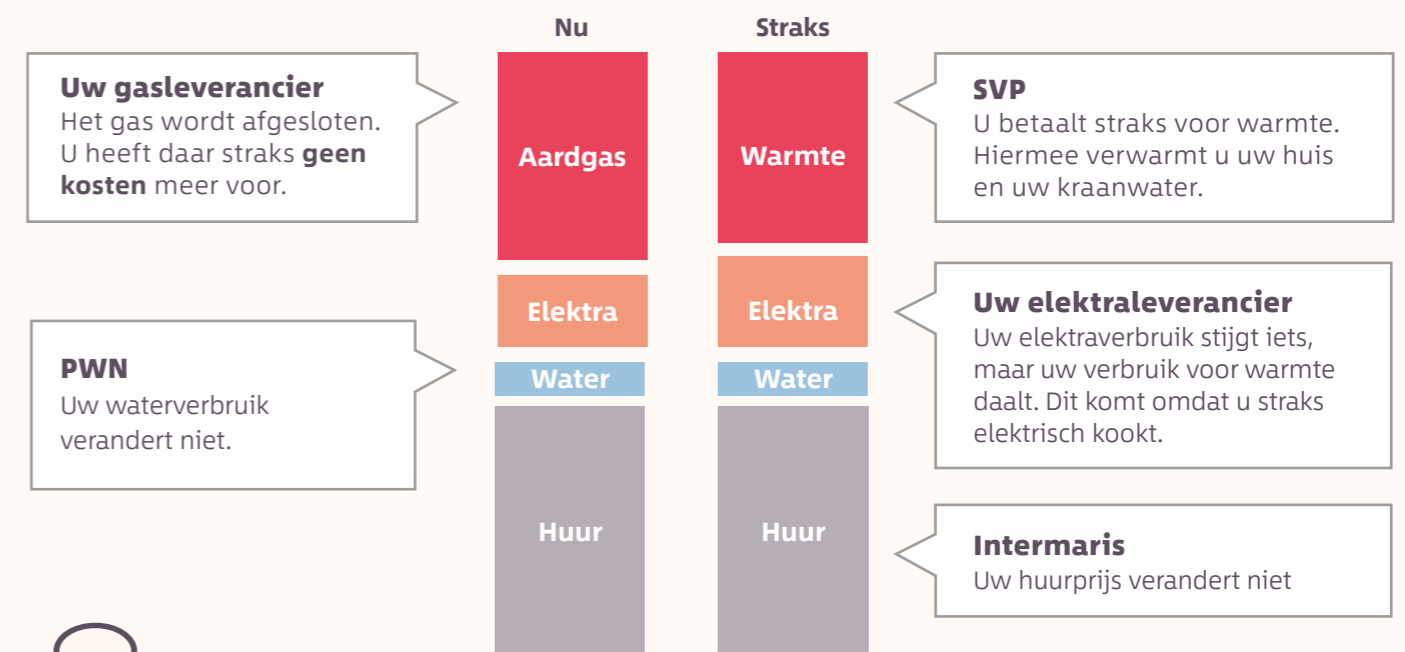 Nu
Straks
Uw gasleverancier
Het gas wordt afgesloten.
U heeft daar straks geen
kosten meer voor.
PWN
Uw waterverbruik
verandert niet.
Aardgas
Elektra
Water
Huur
Warmte
Elektra
Water
Huur
SVP
U betaalt straks voor warmte.
Hiermee verwarmt u uw huis
en uw kraanwater.
Uw elektraleverancier
Uw elektraverbruik stijgt iets,
maar uw verbruik voor warmte
daalt. Dit komt omdat u straks
elektrisch kookt.
Intermaris
Uw huurprijs verandert niet